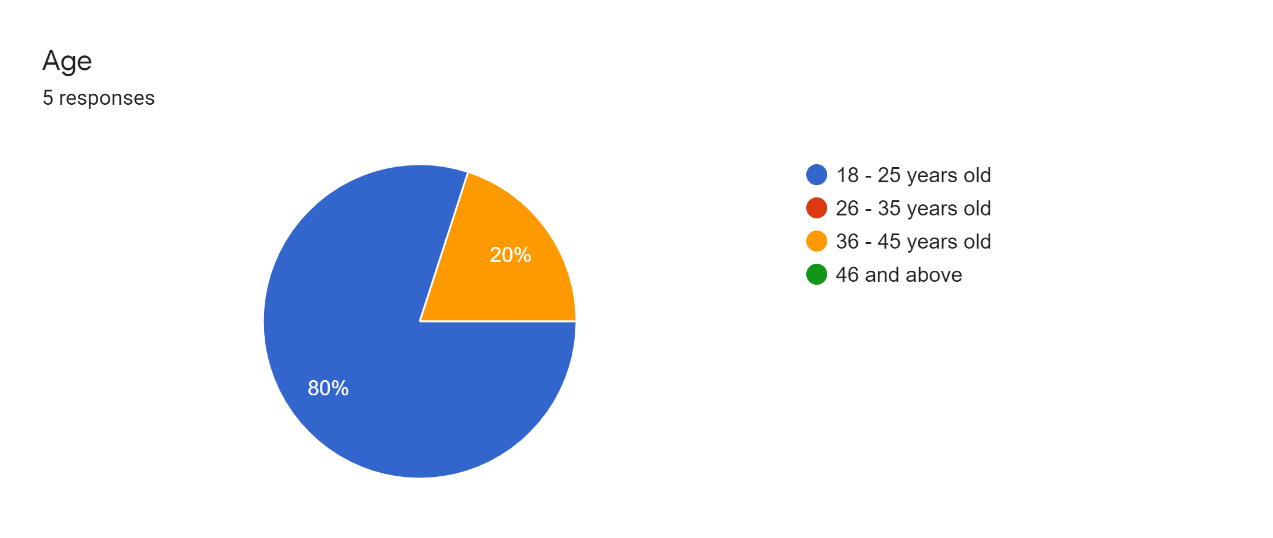 Age
5 responses
18 - 25 years old
26 - 35 years old
36 - 45 years old
46 and above
20%
80%